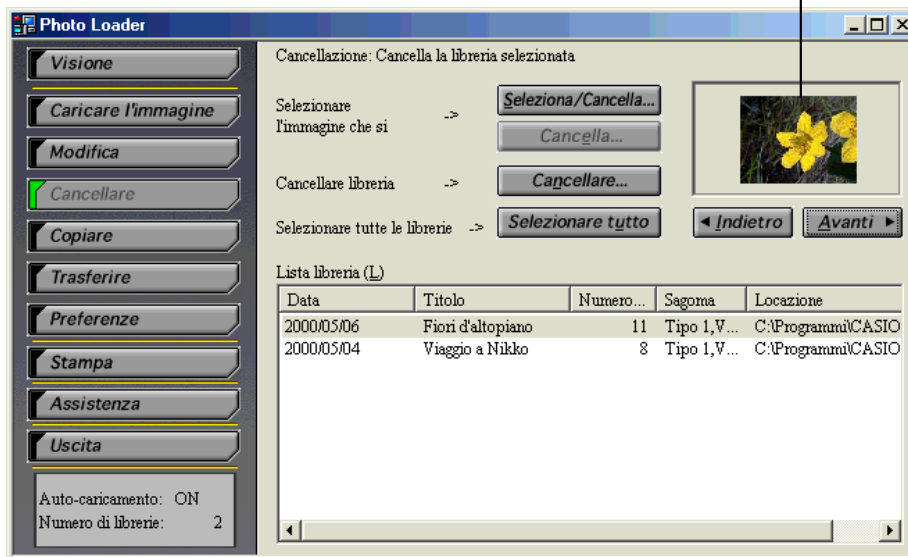 Photo Loader
Visione
Caricare l'immagine
Modifica
Cancellare
Copiare
Trasferire
Preferenze
Stampa
Assistenza
Uscita
Auto-caricamento: ON
Numero di librerie: 2
Cancellazione: Cancella la libreria selezionata
Selezionare
l'immagine che si
->
Seleziona/Cancella...
Cancella...
Cancellare libreria -> Cancellare...
Selezionare tutte le librerie -> Selezionare tutto
Indietro Avanti
Lista libreria (L)
Data Titolo Numero... Sagoma Locazione
2000/05/06 Fiori d'altopiano 11 Tipo 1,V... C:\Programmi\CASIO
2000/05/04 Viaggio a Nikko 8 Tipo 1,V... C:\Programmi\CASIO